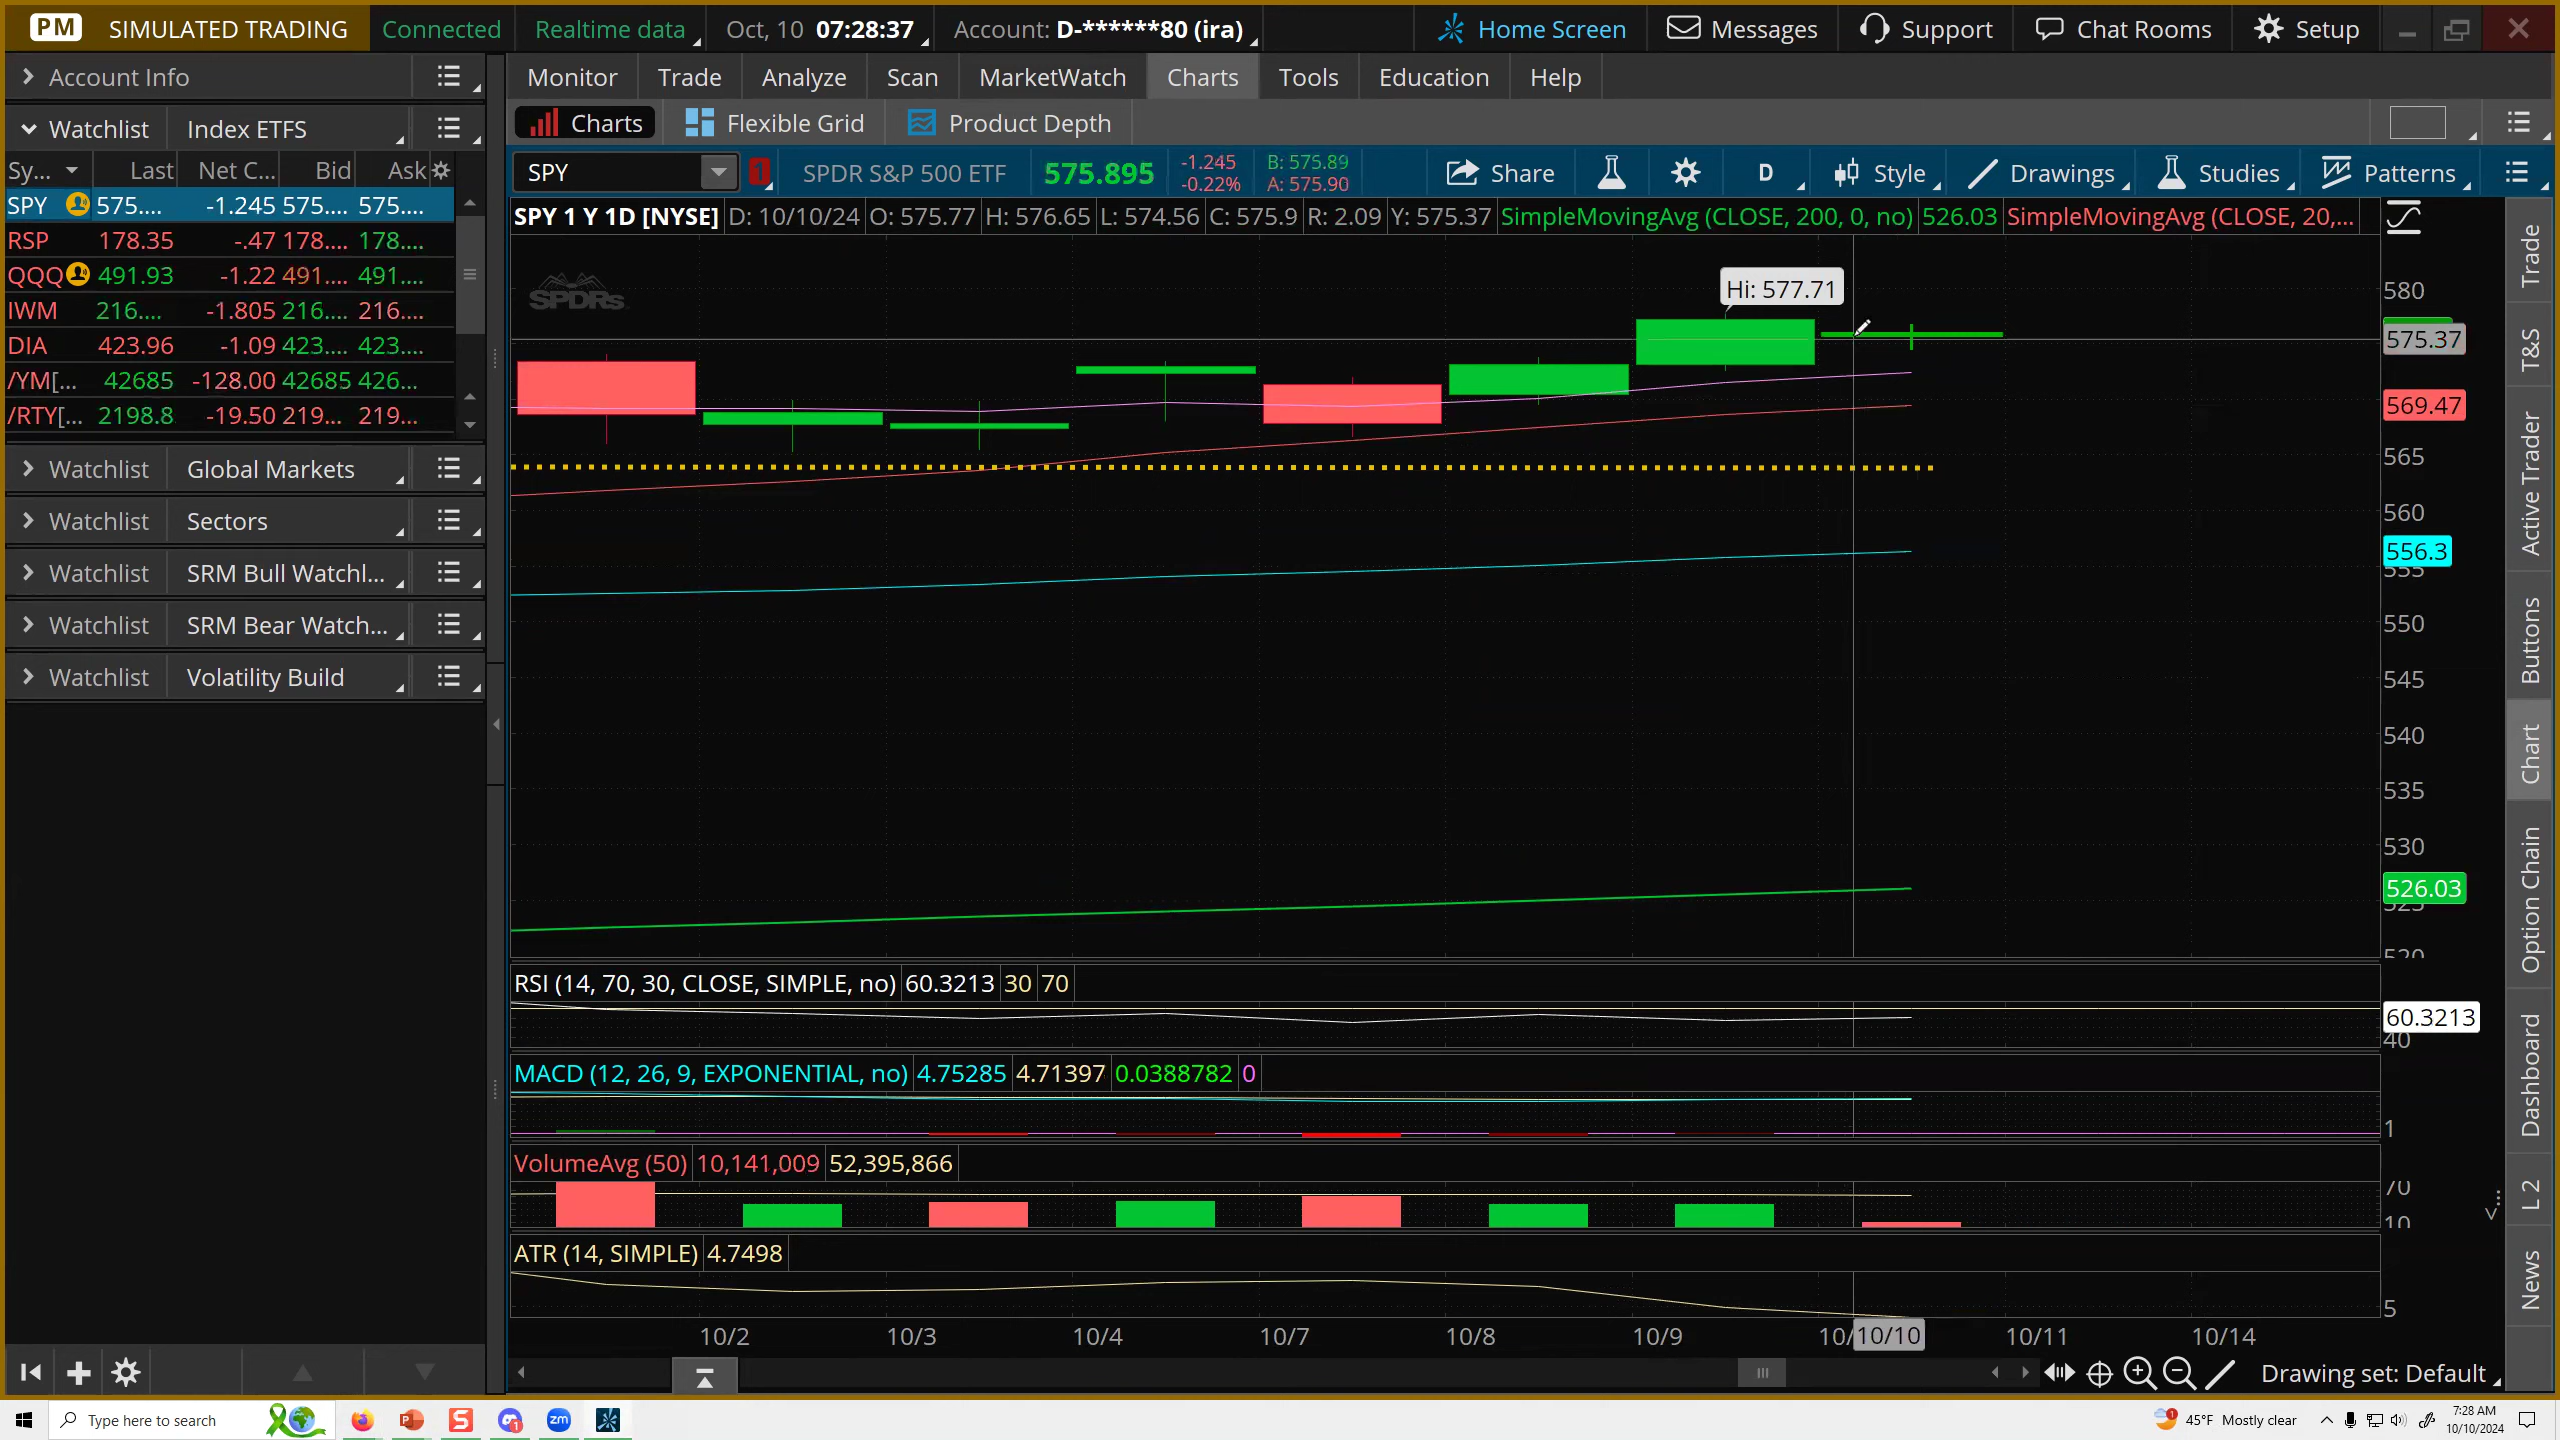 PM SIMULATED TRADING Connected Realtime data Oct, 10 07:28:37 Account: D-******80 (ira) Home Screen Messages Support Chat Rooms Setup
Account Info
Monitor Trade Analyze Scan MarketWatch Charts Tools Education Help
Watchlist Index ETFS
Charts Flexible Grid Product Depth
Sy... Last Net C... Bid Ask
SPY 1 SPDR S&P 500 ETF 575.895 -1.245 -0.22% B: 575.89 A: 575.90 Share D Style Drawings Studies Patterns
SPY 575.... -1.245 575.... 575....
RSP 178.35 -.47 178.... 178....
QQQ 491.93 -1.22 491.... 491....
IWM 216.... -1.805 216.... 216....
DIA 423.96 -1.09 423.... 423....
/YM[... 42685 -128.00 42685 426...
/RTY[... 2198.8 -19.50 219... 219...
Watchlist Global Markets
Watchlist Sectors
Watchlist SRM Bull Watchl...
Watchlist SRM Bear Watch...
Watchlist Volatility Build
SPY 1 Y 1D [NYSE] D: 10/10/24 O: 575.77 H: 576.65 L: 574.56 C: 575.9 R: 2.09 Y: 575.37 SimpleMovingAvg (CLOSE, 200, 0, no) 526.03 SimpleMovingAvg (CLOSE, 20,...
SPDRs
Hi: 577.71
580
575.37
569.47
565
560
556.3
555
550
545
540
535
530
526.03
525
520
RSI (14, 70, 30, CLOSE, SIMPLE, no) 60.3213 30 70
60.3213
40
MACD (12, 26, 9, EXPONENTIAL, no) 4.75285 4.71397 0.0388782 0
1
VolumeAvg (50) 10,141,009 52,395,866
70
10
ATR (14, SIMPLE) 4.7498
5
10/2 10/3 10/4 10/7 10/8 10/9 10/ 10/10 10/11 10/14
Drawing set: Default
Trade
T&S
Active Trader
Buttons
Chart
Option Chain
Dashboard
L 2
News
Type here to search
45°F Mostly clear
7:28 AM
10/10/2024